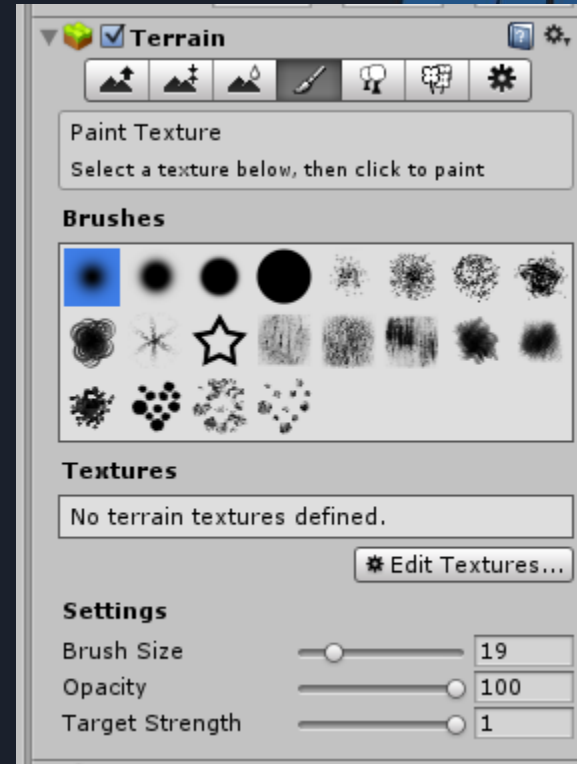 Terrain
Paint Texture
Select a texture below, then click to paint
Brushes
Textures
No terrain textures defined.
Edit Textures...
Settings
Brush Size 19
Opacity 100
Target Strength 1